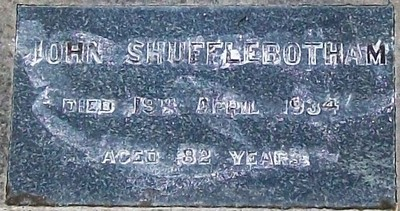 JOHN SHUFFLEBOTHAM
DIED 19TH APRIL 1934
AGED 82 YEARS